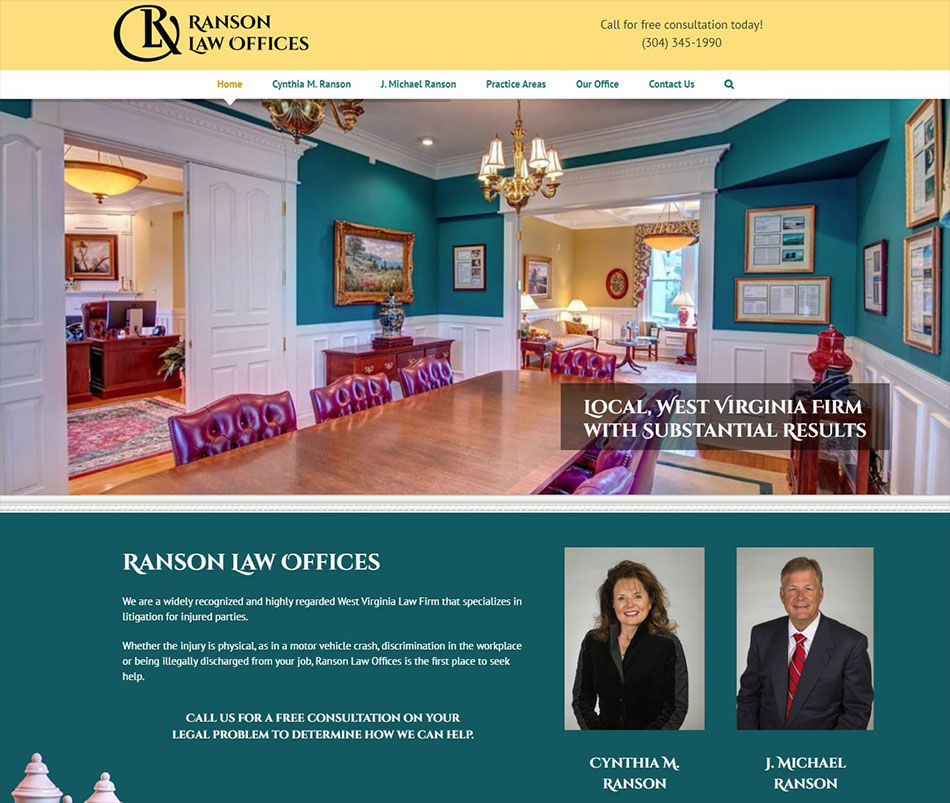 RANSON
LAW OFFICES
Call for free consultation today!
(304) 345-1990
Home Cynthia M. Ranson J. Michael Ranson Practice Areas Our Office Contact Us
LOCAL, WEST VIRGINIA FIRM
WITH SUBSTANTIAL RESULTS
RANSON LAW OFFICES
We are a widely recognized and highly regarded West Virginia Law Firm that specializes in
litigation for injured parties.
Whether the injury is physical, as in a motor vehicle crash, discrimination in the workplace
or being illegally discharged from your job, Ranson Law Offices is the first place to seek
help.
CALL US FOR A FREE CONSULTATION ON YOUR
LEGAL PROBLEM TO DETERMINE HOW WE CAN HELP.
CYNTHIA M.
RANSON
J. MICHAEL
RANSON